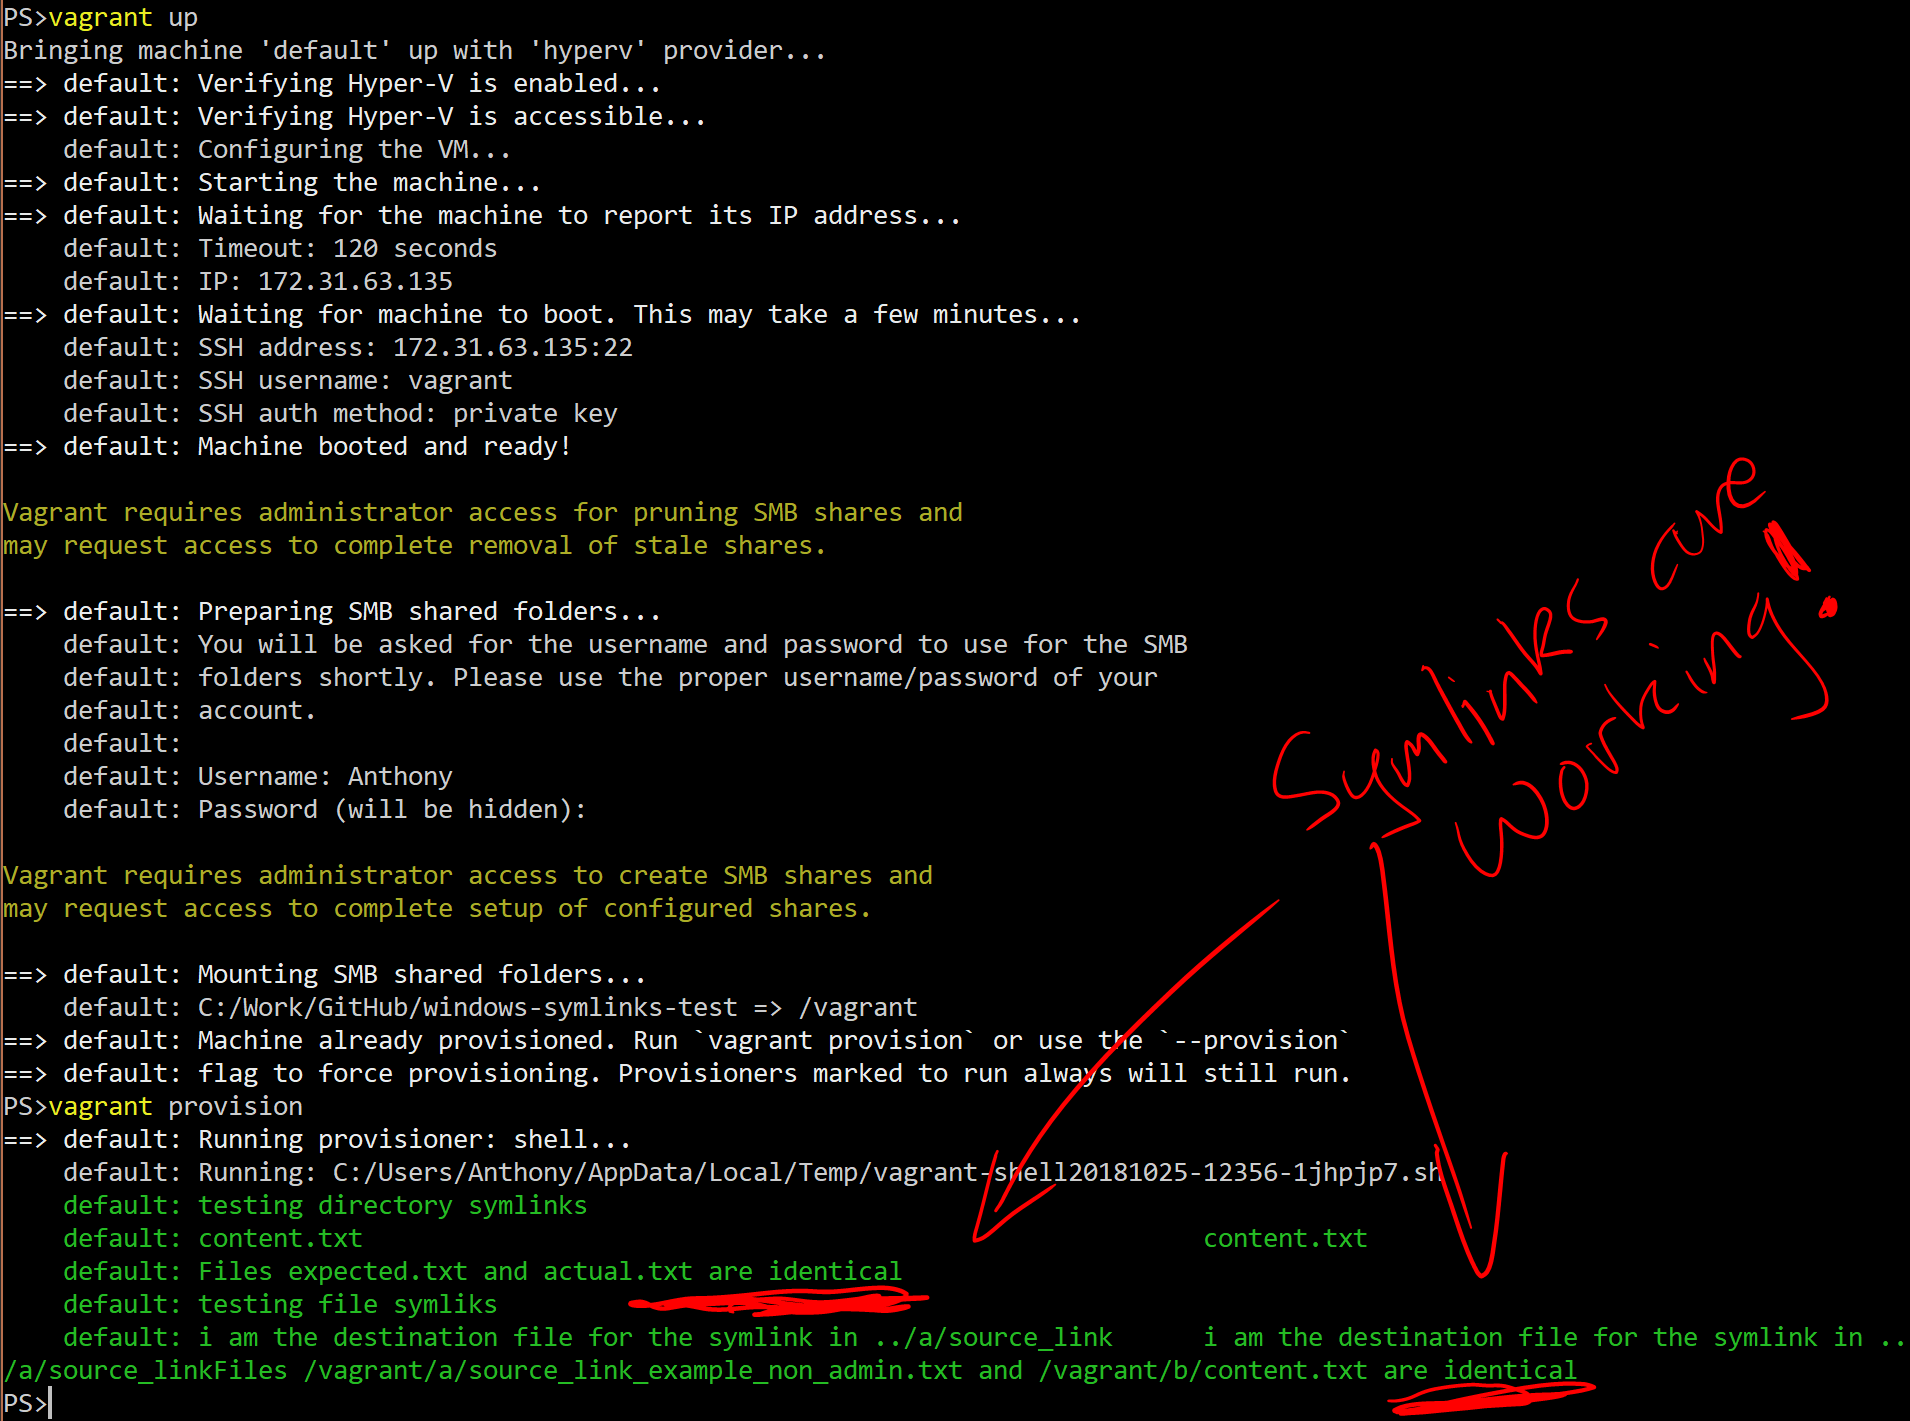 PS>vagrant up
Bringing machine 'default' up with 'hyperv' provider...
==> default: Verifying Hyper-V is enabled...
==> default: Verifying Hyper-V is accessible...
    default: Configuring the VM...
==> default: Starting the machine...
==> default: Waiting for the machine to report its IP address...
    default: Timeout: 120 seconds
    default: IP: 172.31.63.135
==> default: Waiting for machine to boot. This may take a few minutes...
    default: SSH address: 172.31.63.135:22
    default: SSH username: vagrant
    default: SSH auth method: private key
==> default: Machine booted and ready!
Vagrant requires administrator access for pruning SMB shares and
may request access to complete removal of stale shares.
==> default: Preparing SMB shared folders...
    default: You will be asked for the username and password to use for the SMB
    default: folders shortly. Please use the proper username/password of your
    default: account.
    default:
    default: Username: Anthony
    default: Password (will be hidden):
Vagrant requires administrator access to create SMB shares and
may request access to complete setup of configured shares.
==> default: Mounting SMB shared folders...
    default: C:/Work/GitHub/windows-symlinks-test => /vagrant
==> default: Machine already provisioned. Run `vagrant provision` or use the `--provision`
==> default: flag to force provisioning. Provisioners marked to run always will still run.
PS>vagrant provision
==> default: Running provisioner: shell...
    default: Running: C:/Users/Anthony/AppData/Local/Temp/vagrant-shell20181025-12356-1jhpjp7.sh
    default: testing directory symlinks
    default: content.txt                                                        content.txt
    default: Files expected.txt and actual.txt are identical
    default: testing file symliks
    default: i am the destination file for the symlink in ../a/source_link      i am the destination file for the symlink in ..
/a/source_linkFiles /vagrant/a/source_link_example_non_admin.txt and /vagrant/b/content.txt are identical
PS>
Symlinks are
Working!